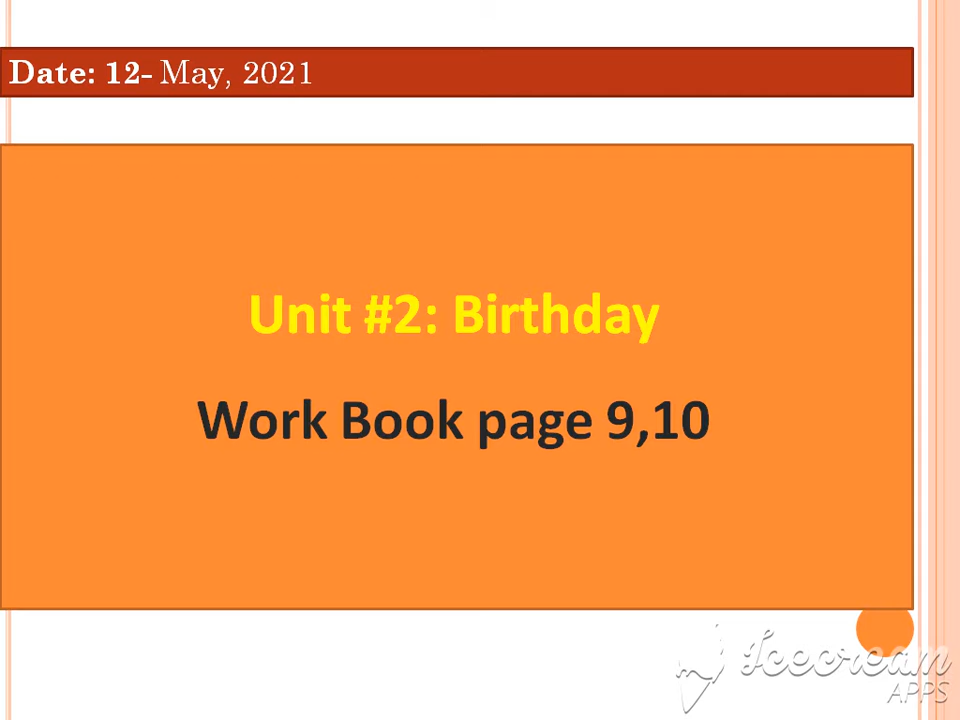 Date: 12- May, 2021
Unit #2: Birthday
Work Book page 9,10
Icecream
APPS